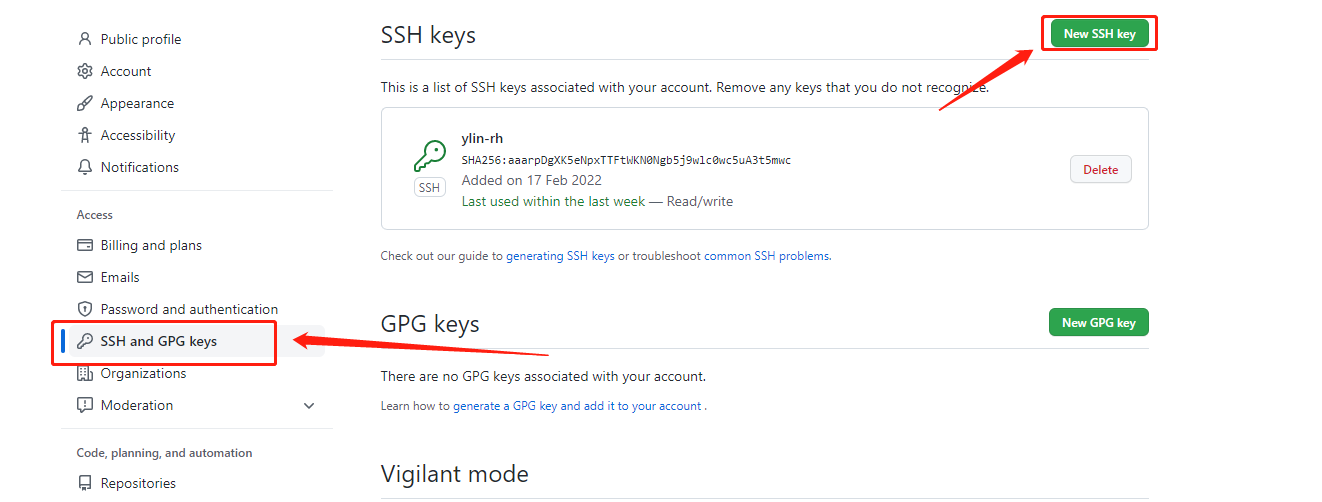 Public profile
Account
Appearance
Accessibility
Notifications
Access
Billing and plans
Emails
Password and authentication
SSH and GPG keys
Organizations
Moderation
Code, planning, and automation
Repositories
SSH keys
New SSH key
This is a list of SSH keys associated with your account. Remove any keys that you do not recognize.
ylin-rh
SHA256:aaarpDgXK5eNpxTTFtWKN0Ngb5j9wlc0wc5uA3t5mwc
SSH
Added on 17 Feb 2022
Last used within the last week — Read/write
Delete
Check out our guide to generating SSH keys or troubleshoot common SSH problems.
GPG keys
New GPG key
There are no GPG keys associated with your account.
Learn how to generate a GPG key and add it to your account .
Vigilant mode